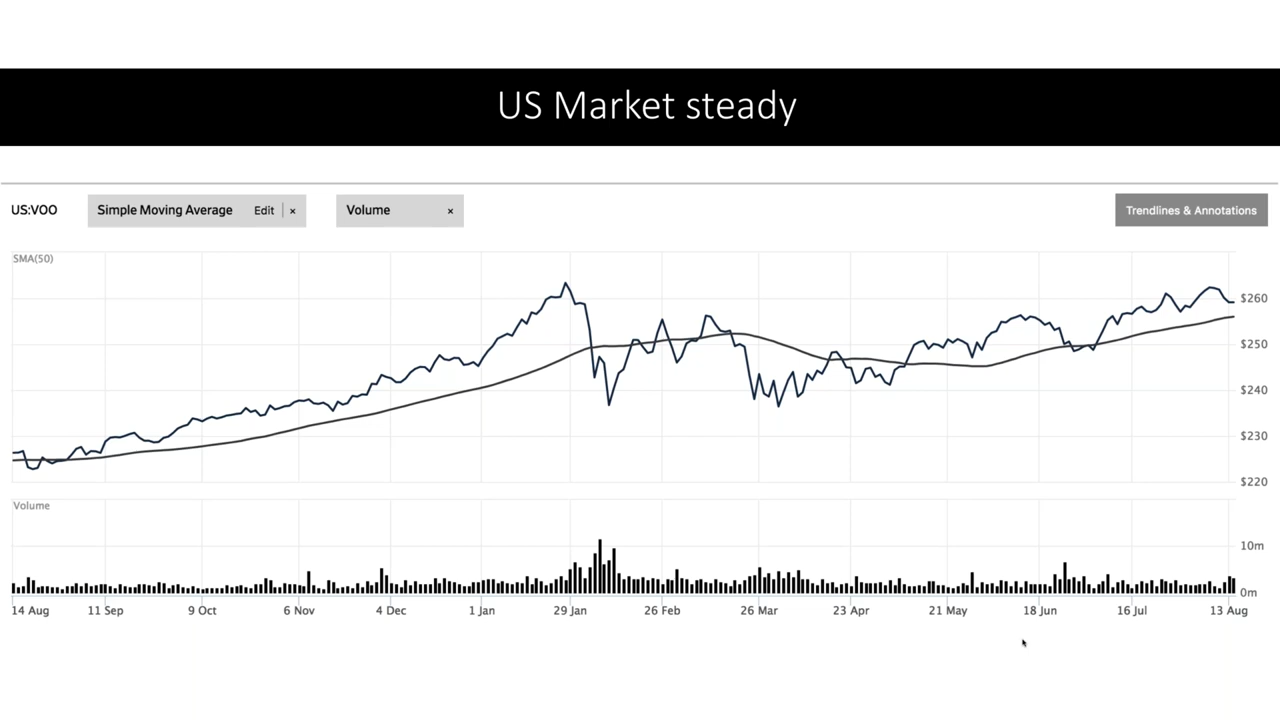 US Market steady
US:VOO Simple Moving Average Edit × Volume × Trendlines & Annotations
SMA(50)
$260
$250
$240
$230
$220
Volume
10m
0m
14 Aug 11 Sep 9 Oct 6 Nov 4 Dec 1 Jan 29 Jan 26 Feb 26 Mar 23 Apr 21 May 18 Jun 16 Jul 13 Aug